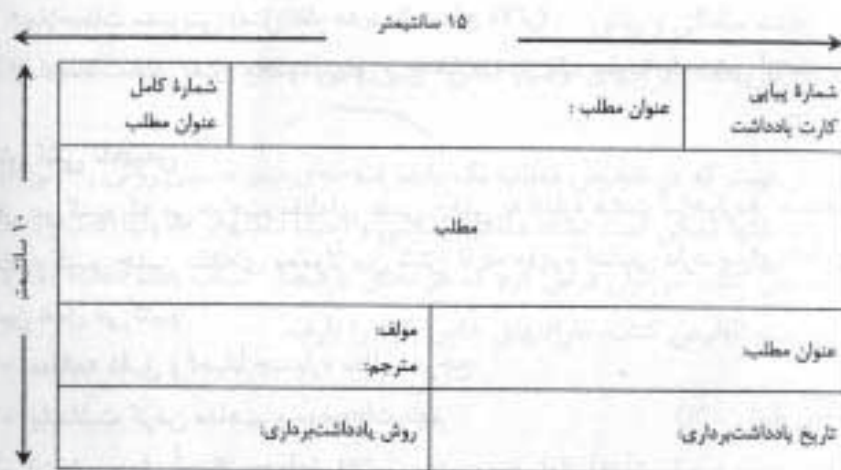 ۱۵ سانتیمتر
شمارهٔ پیاپی
کارت یادداشت
عنوان مطلب :
شمارهٔ کامل
عنوان مطلب
۱۰ سانتیمتر
مطلب
عنوان مطلب:
مولف:
مترجم:
تاریخ یادداشت‌برداری:
روش یادداشت‌برداری: